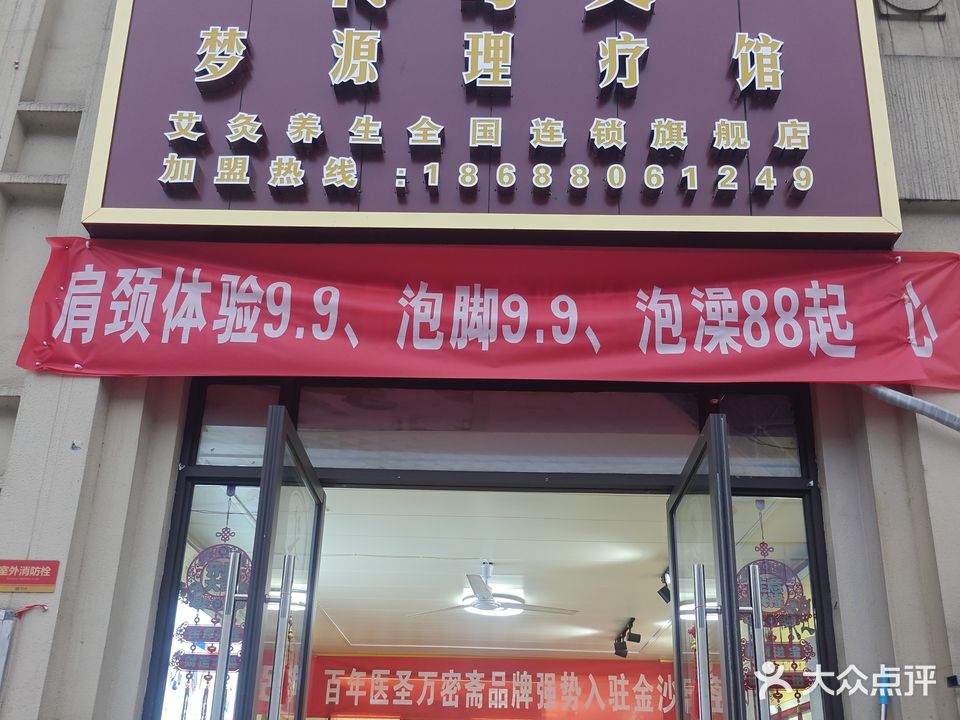 梦源理疗馆
艾灸养生全国连锁旗舰店
加盟热线:18688061249
肩颈体验9.9、泡脚9.9、泡澡88起 心
室外消防栓
百年医圣万密斋品牌强势入驻金沙
大众点评